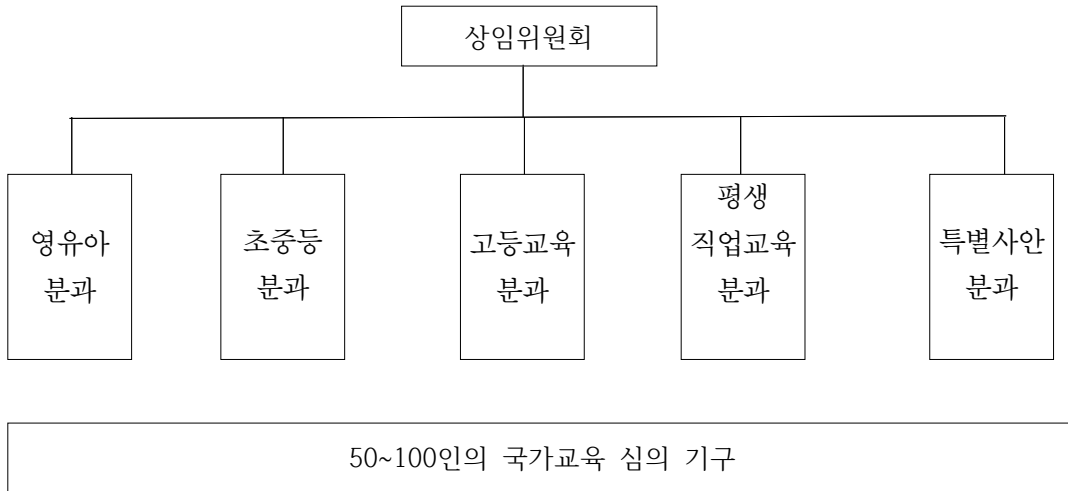 상임위원회
영유아
분과
초중등
분과
고등교육
분과
평생
직업교육
분과
특별사안
분과
50~100인의 국가교육 심의 기구